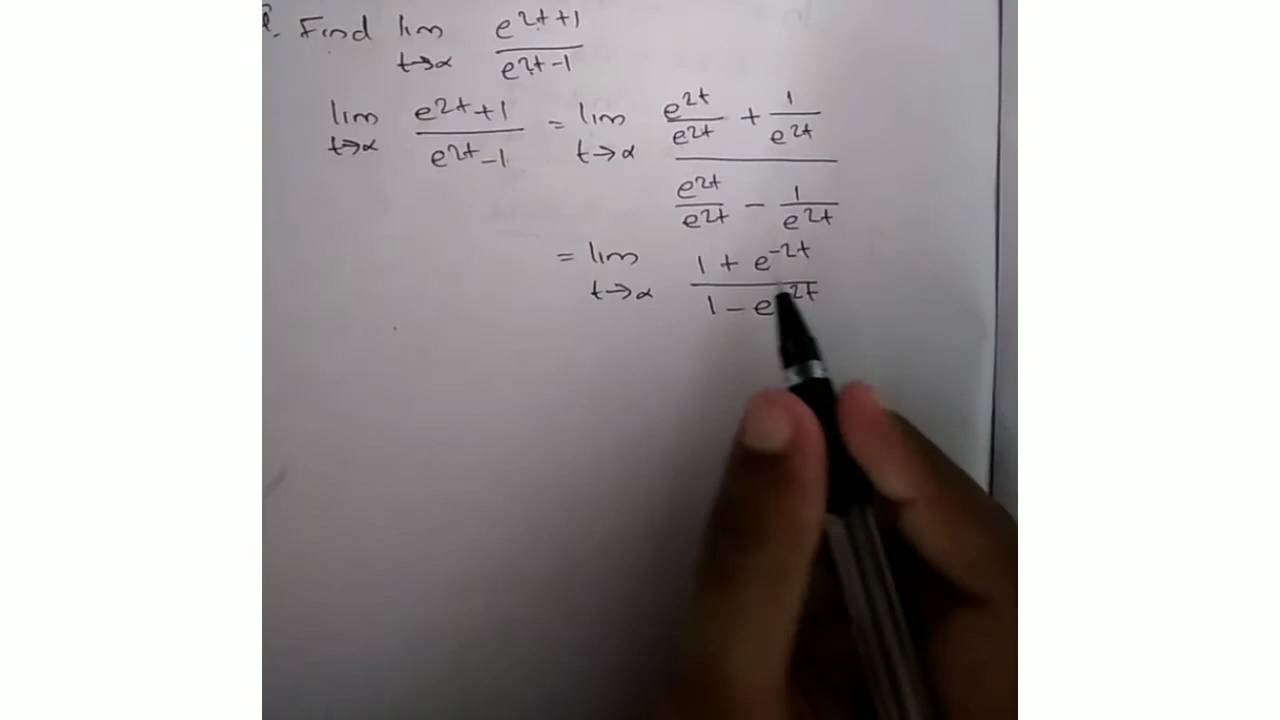 Find lim t→α e^2t+1 / e^2t-1
lim t→α e^2t+1 / e^2t-1 = lim t→α (e^2t/e^2t + 1/e^2t) / (e^2t/e^2t - 1/e^2t)
= lim t→α 1 + e^-2t / 1 - e^-2t